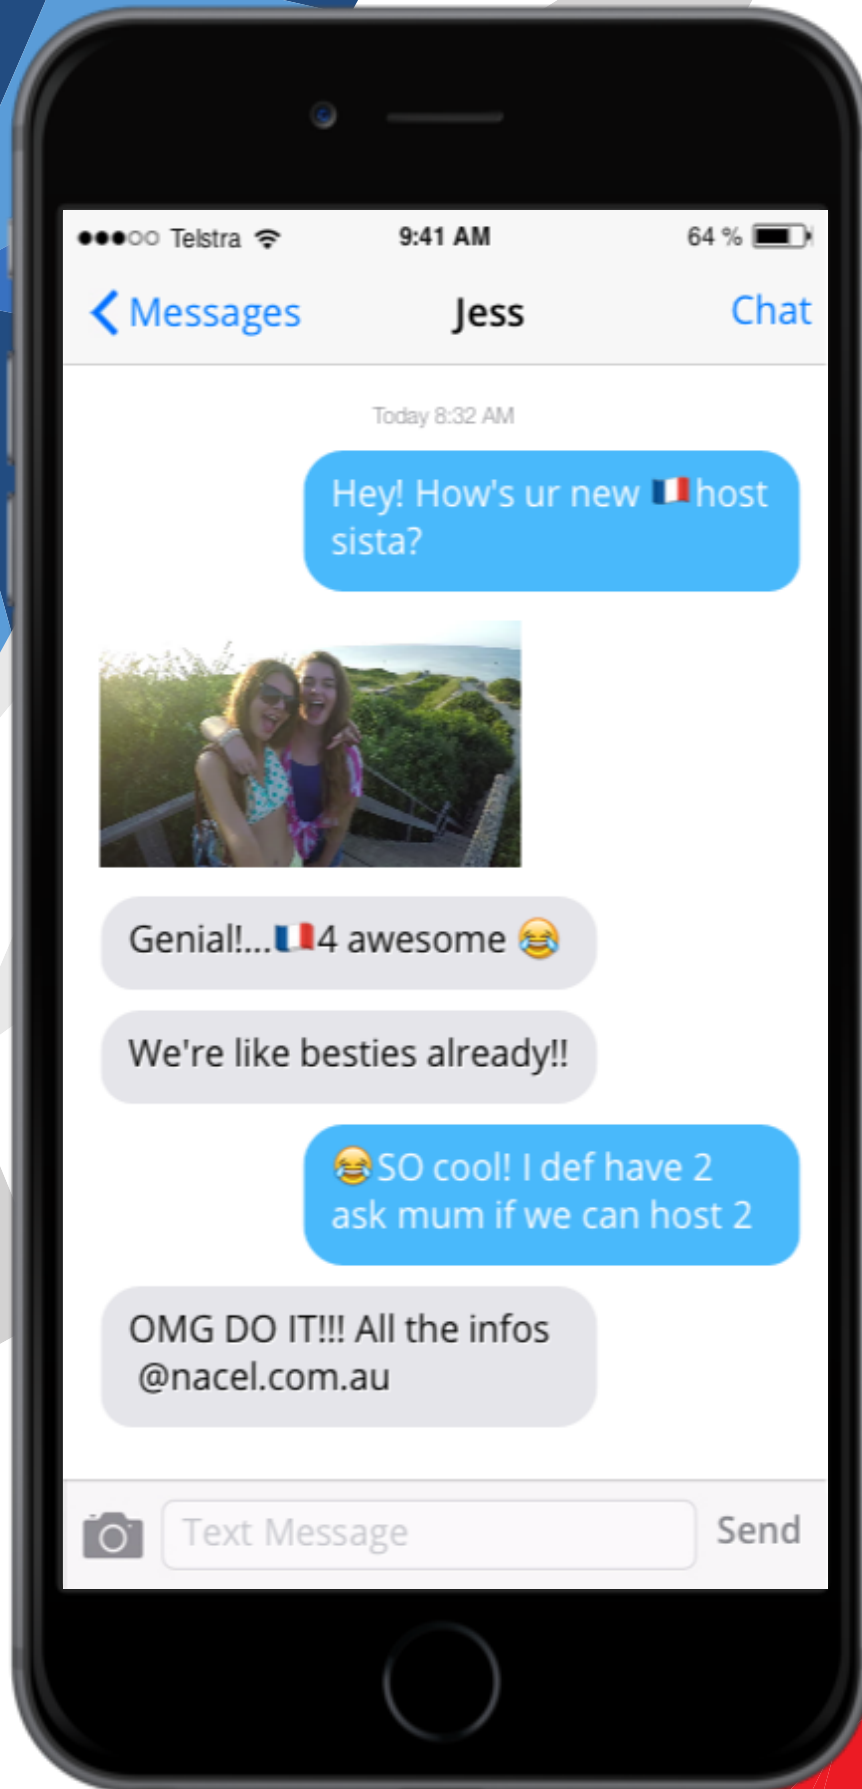 ●●●○○ Telstra 9:41 AM 64 %
Messages Jess Chat
Today 8:32 AM
Hey! How's ur new 🇫🇷host
sista?
Genial!...🇫🇷4 awesome 😂
We're like besties already!!
😂SO cool! I def have 2
ask mum if we can host 2
OMG DO IT!!! All the infos
@nacel.com.au
Text Message Send